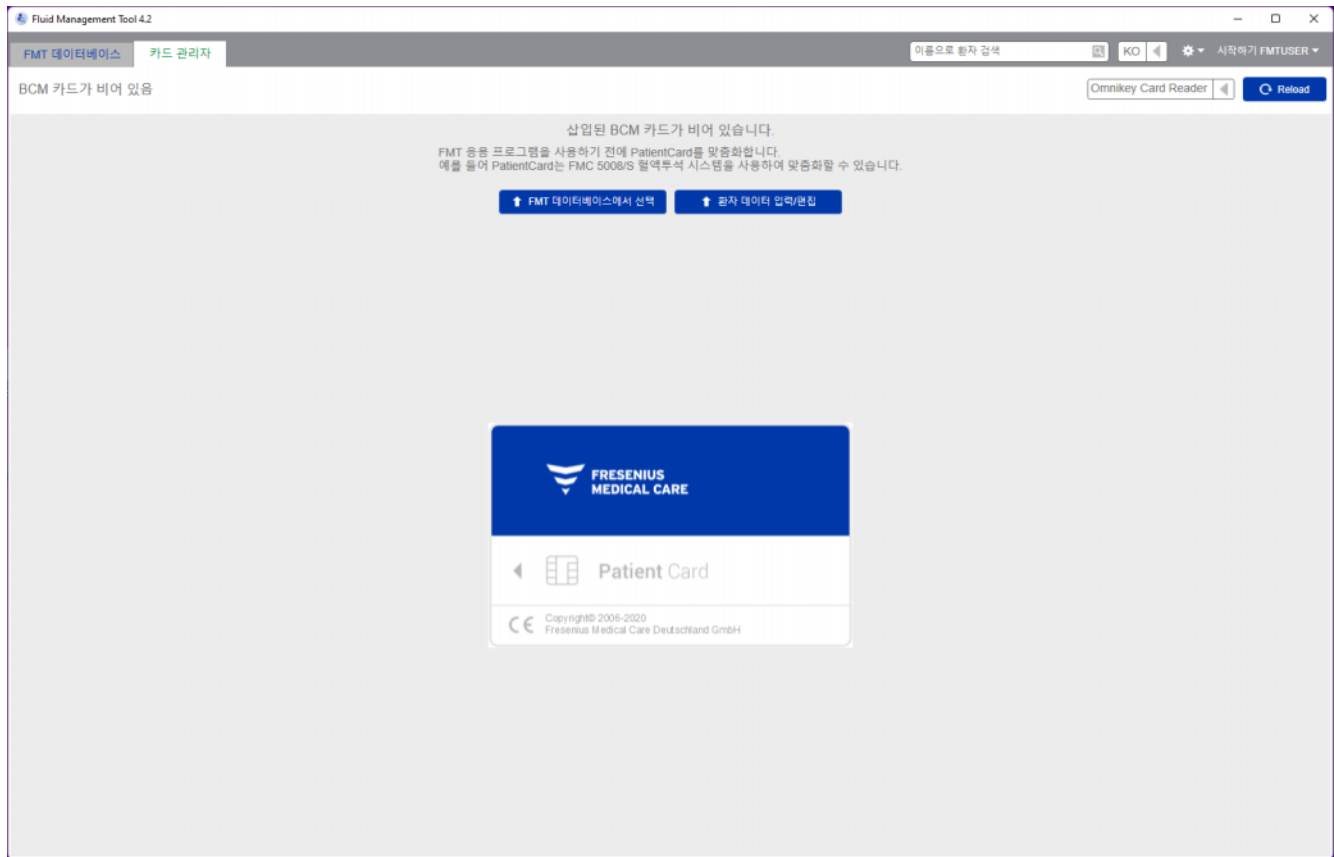 Fluid Management Tool 4.2
FMT 데이터베이스 카드 관리자 이름으로 환자 검색 KO 시작하기 FMTUSER
BCM 카드가 비어 있음 Omnikey Card Reader Reload
삽입된 BCM 카드가 비어 있습니다.
FMT 응용 프로그램을 사용하기 전에 PatientCard를 맞춤화합니다.
예를 들어 PatientCard는 FMC 5008/S 혈액투석 시스템을 사용하여 맞춤화할 수 있습니다.
FMT 데이터베이스에서 선택 환자 데이터 입력/편집
FRESENIUS
MEDICAL CARE
Patient Card
CE Copyright© 2006-2020
Fresenius Medical Care Deutschland GmbH